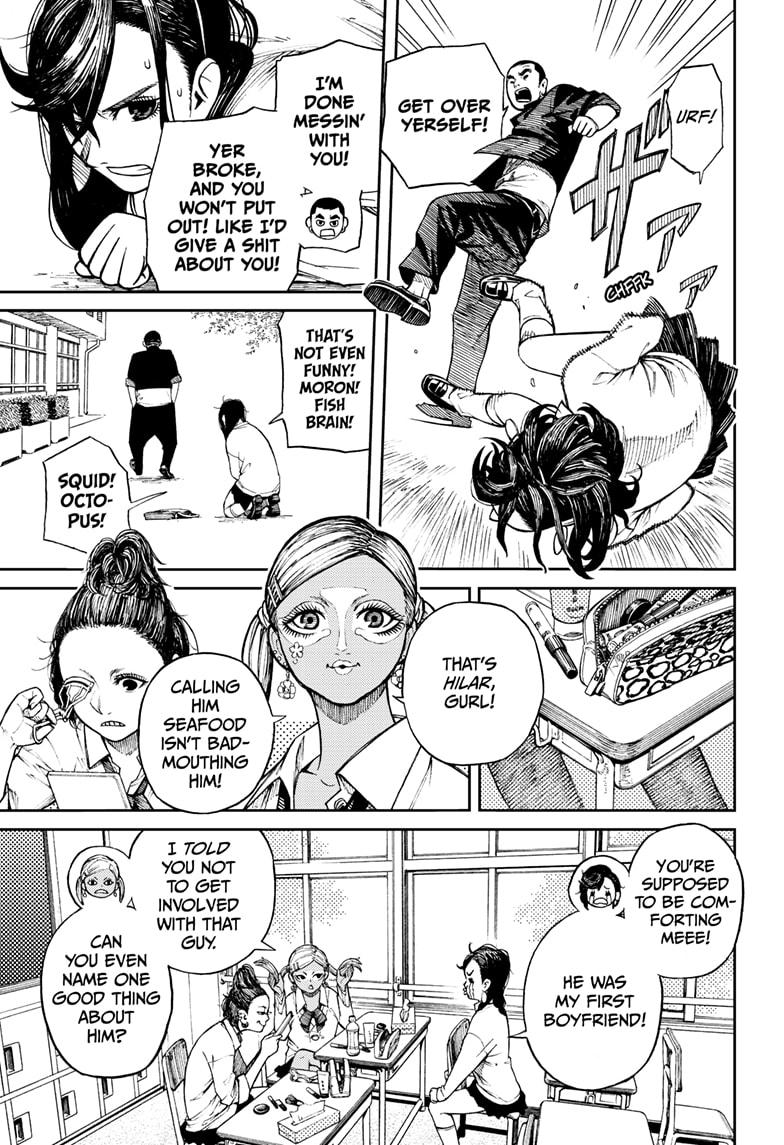 URF!
GET OVER
YERSELF!
ザアア
CHFFK
I'M
DONE
MESSIN'
WITH
YOU!
YER
BROKE,
AND YOU
WON'T PUT
OUT! LIKE I'D
GIVE A SHIT
ABOUT YOU!
THAT'S
NOT EVEN
FUNNY!
MORON!
FISH
BRAIN!
SQUID!
OCTO-
PUS!
THAT'S
HILAR,
GURL!
CALLING
HIM
SEAFOOD
ISN'T BAD-
MOUTHING
HIM!
YOU'RE
SUPPOSED
TO BE COM-
FORTING
MEEE!
HE WAS
MY FIRST
BOYFRIEND!
I TOLD
YOU NOT
TO GET
INVOLVED
WITH THAT
GUY.
CAN
YOU EVEN
NAME ONE
GOOD THING
ABOUT
HIM?